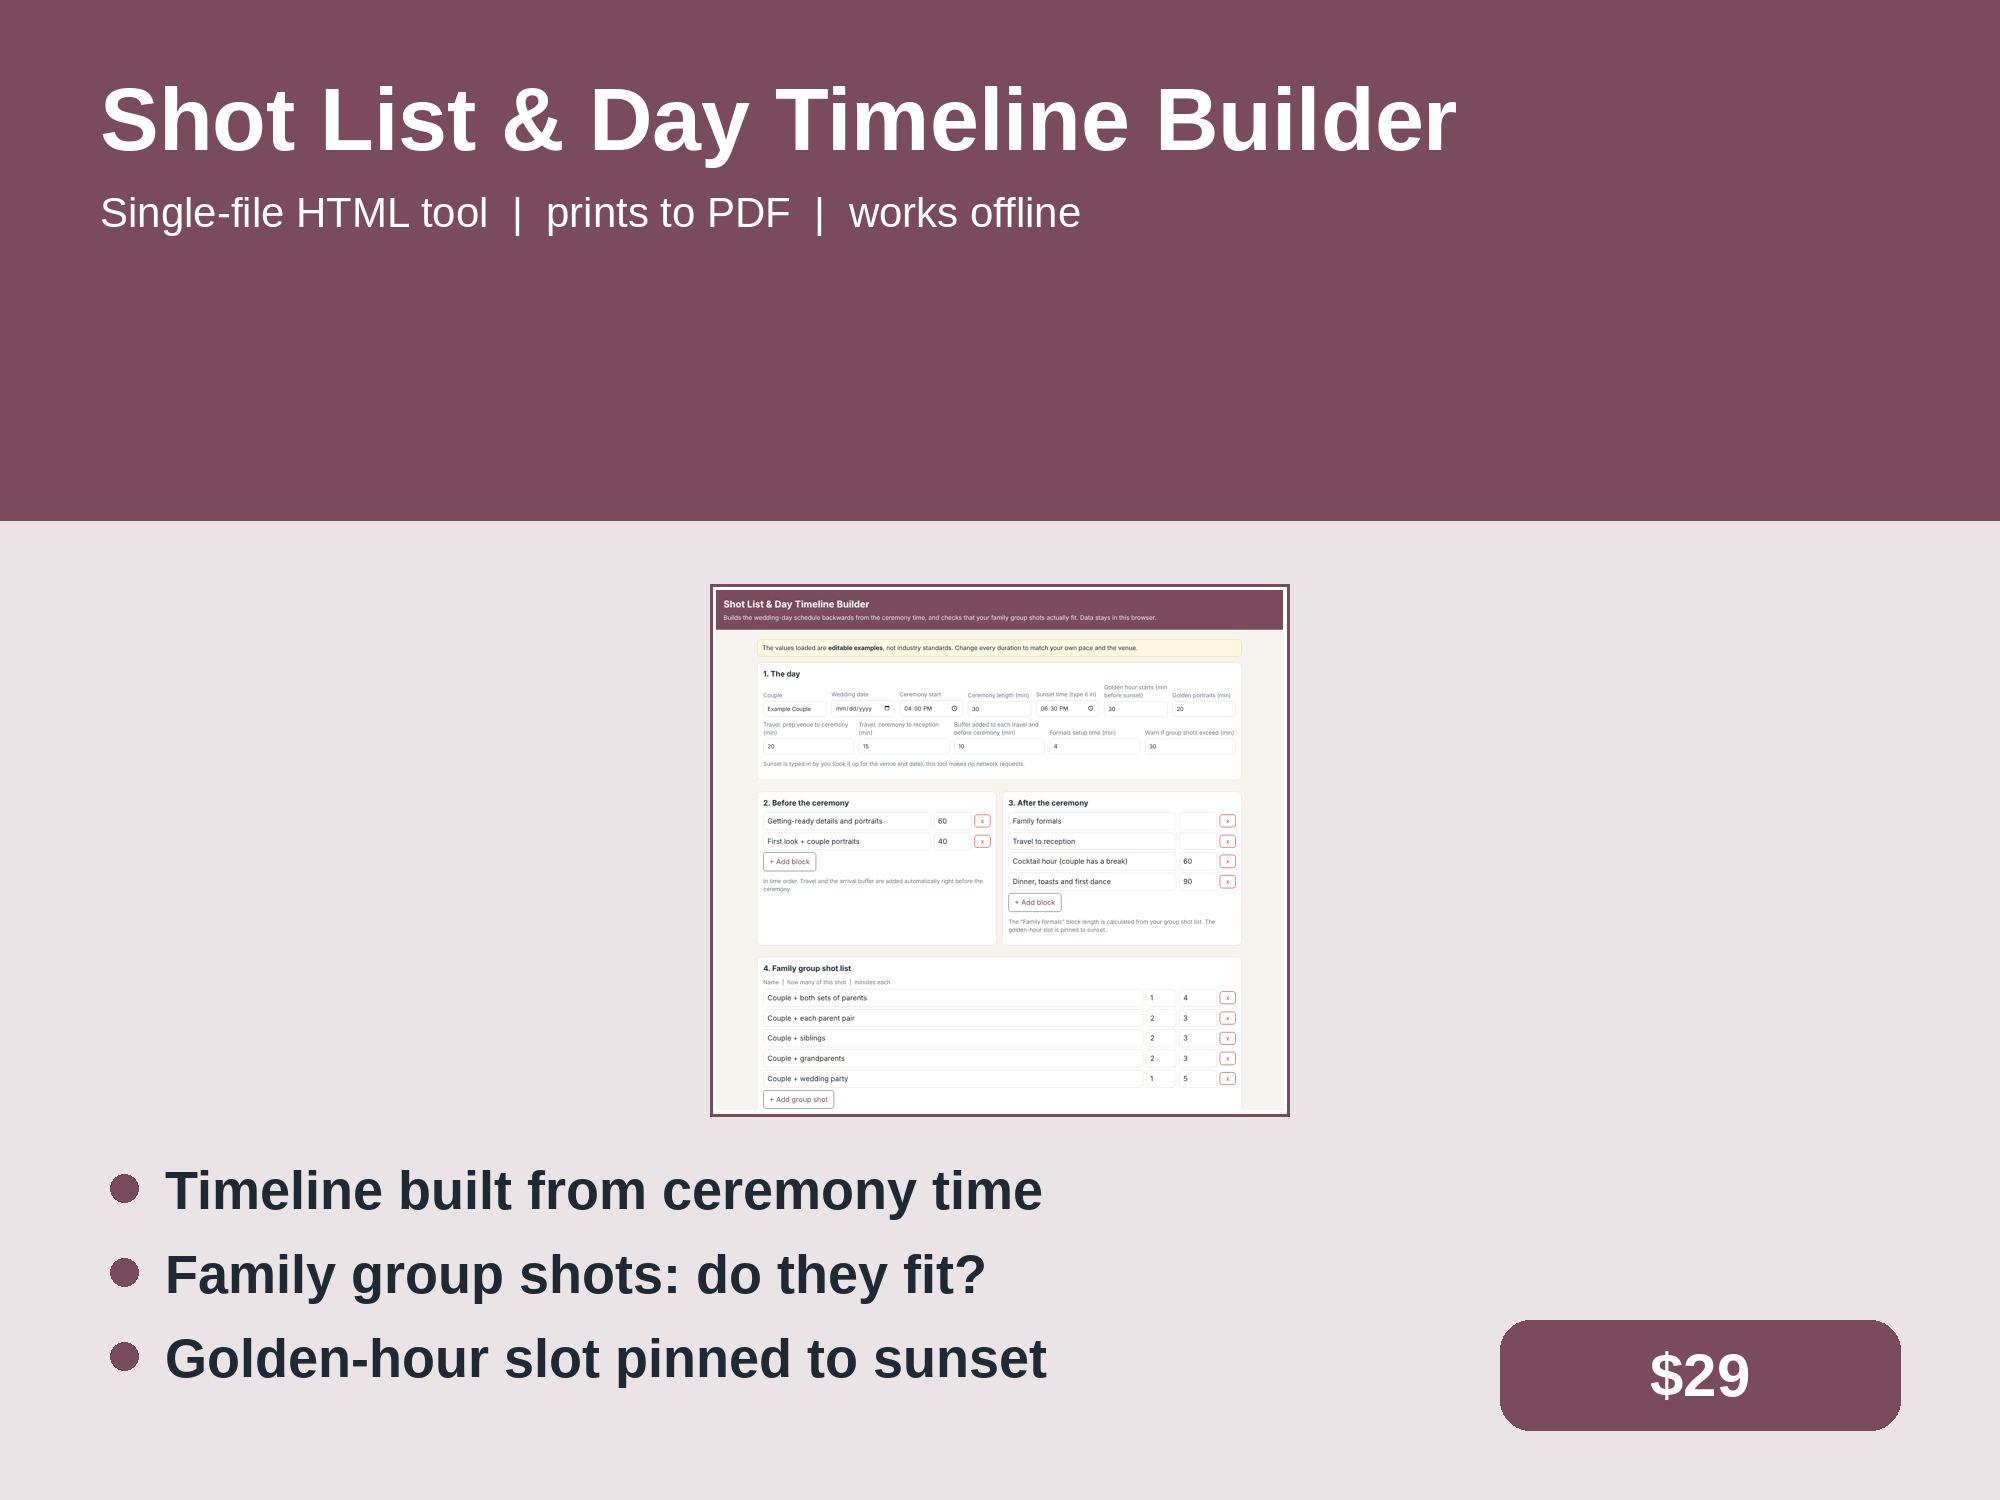 Shot List & Day Timeline Builder
Single-file HTML tool | prints to PDF | works offline
Shot List & Day Timeline Builder
Builds the wedding-day schedule backwards from the ceremony time, and checks that your family group shots actually fit. Data stays in this browser.
The values loaded are editable examples, not industry standards. Change every duration to match your own pace and the venue.
1. The day
Couple
Wedding date
Ceremony start
Ceremony length (min)
Sunset time (type it in)
Golden hour starts (min before sunset)
Golden portraits (min)
Example Couple
mm/dd/yyyy
04:00 PM
30
06:30 PM
30
20
Travel: prep venue to ceremony (min)
Travel: ceremony to reception (min)
Buffer added to each travel and before ceremony (min)
Formals setup time (min)
Warn if group shots exceed (min)
20
15
10
4
30
Sunset is typed in by you (look it up for the venue and date); this tool makes no network requests.
2. Before the ceremony
Getting-ready details and portraits 60 x
First look + couple portraits 40 x
+ Add block
In time order. Travel and the arrival buffer are added automatically right before the
ceremony.
3. After the ceremony
Family formals x
Travel to reception x
Cocktail hour (couple has a break) 60 x
Dinner, toasts and first dance 90 x
+ Add block
The "Family formals" block length is calculated from your group shot list. The
golden-hour slot is pinned to sunset.
4. Family group shot list
Name | how many of this shot | minutes each
Couple + both sets of parents 1 4 x
Couple + each parent pair 2 3 x
Couple + siblings 2 3 x
Couple + grandparents 2 3 x
Couple + wedding party 1 5 x
+ Add group shot
Timeline built from ceremony time
Family group shots: do they fit?
Golden-hour slot pinned to sunset
$29